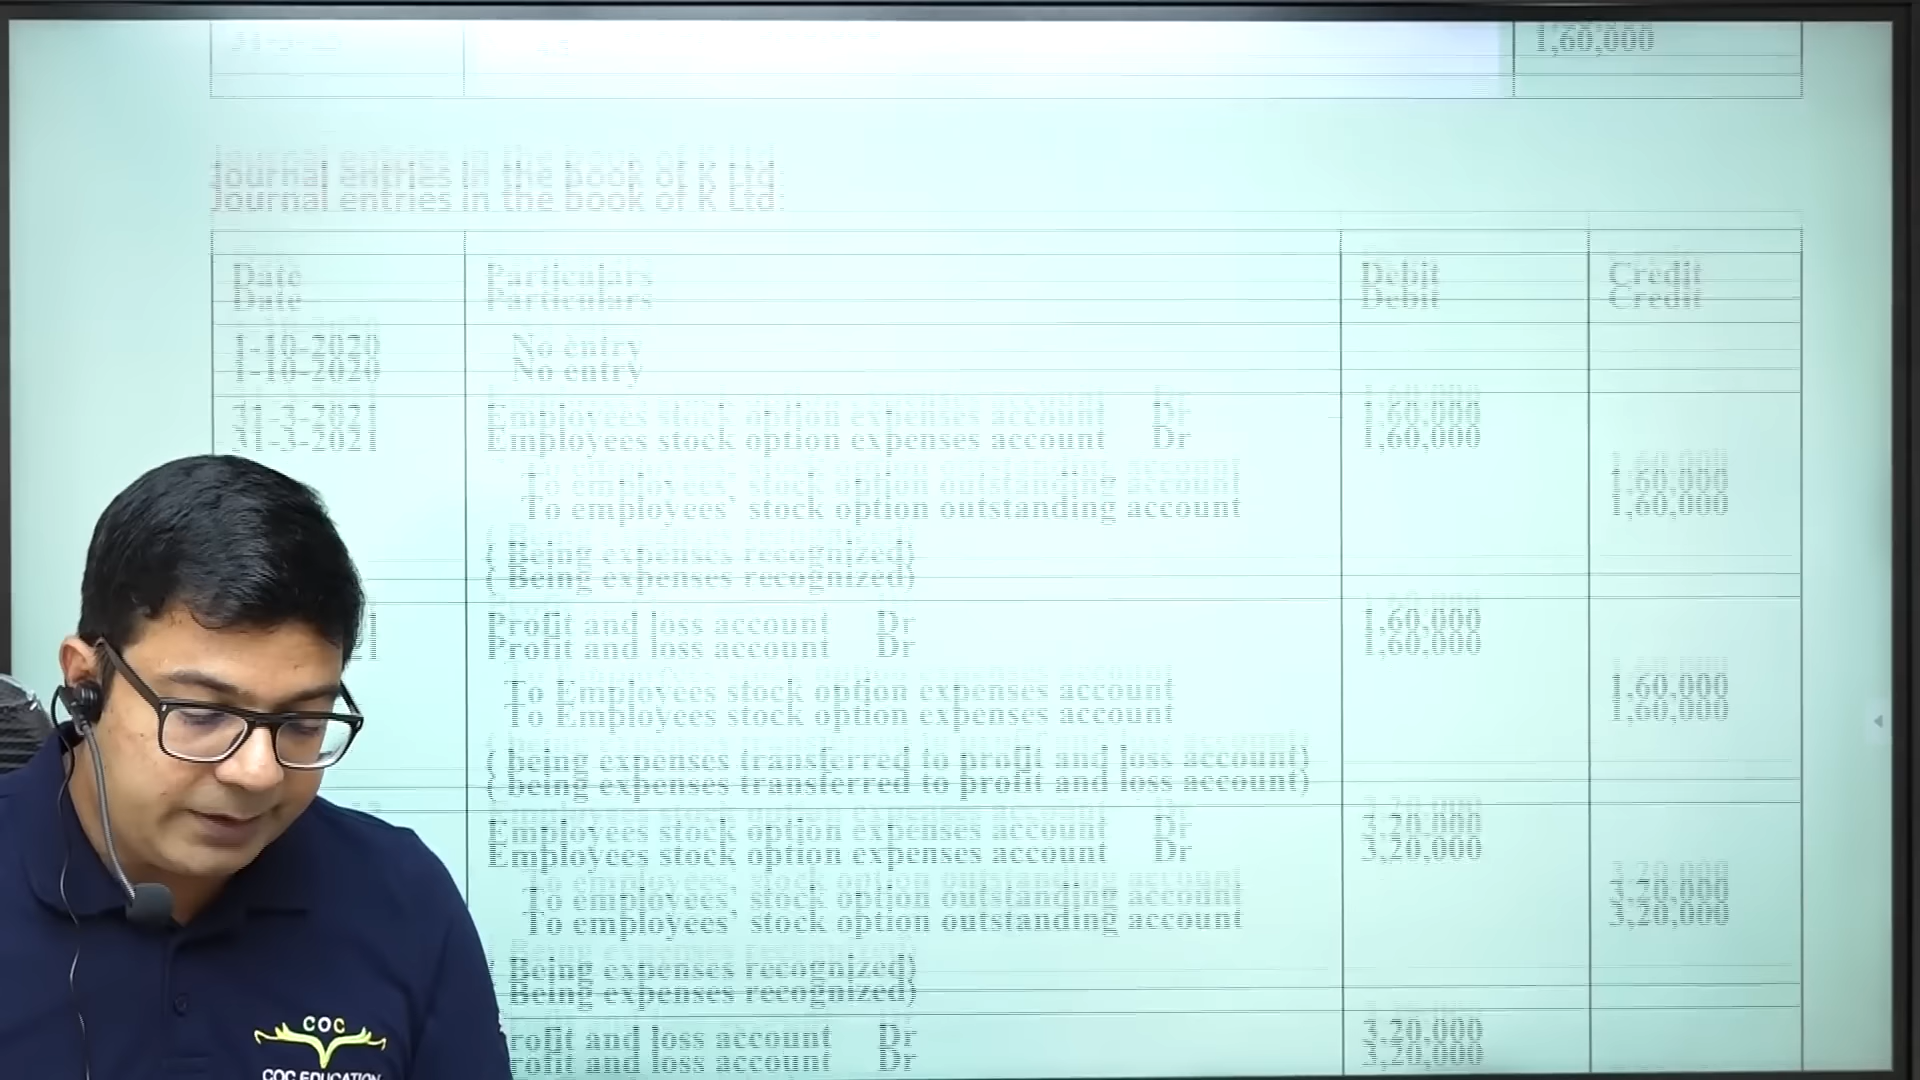 1,60,000
Journal entries in the book of K Ltd:
Date Particulars Debit Credit
1-10-2020 No entry
31-3-2021 Employees stock option expenses account Dr 1,60,000
To employees' stock option outstanding account 1,60,000
( Being expenses recognized)
Profit and loss account Dr 1,60,000
To Employees stock option expenses account 1,60,000
( being expenses transferred to profit and loss account)
Employees stock option expenses account Dr 3,20,000
To employees' stock option outstanding account 3,20,000
Being expenses recognized)
rofit and loss account Dr 3,20,000
COC
COC EDUCATION